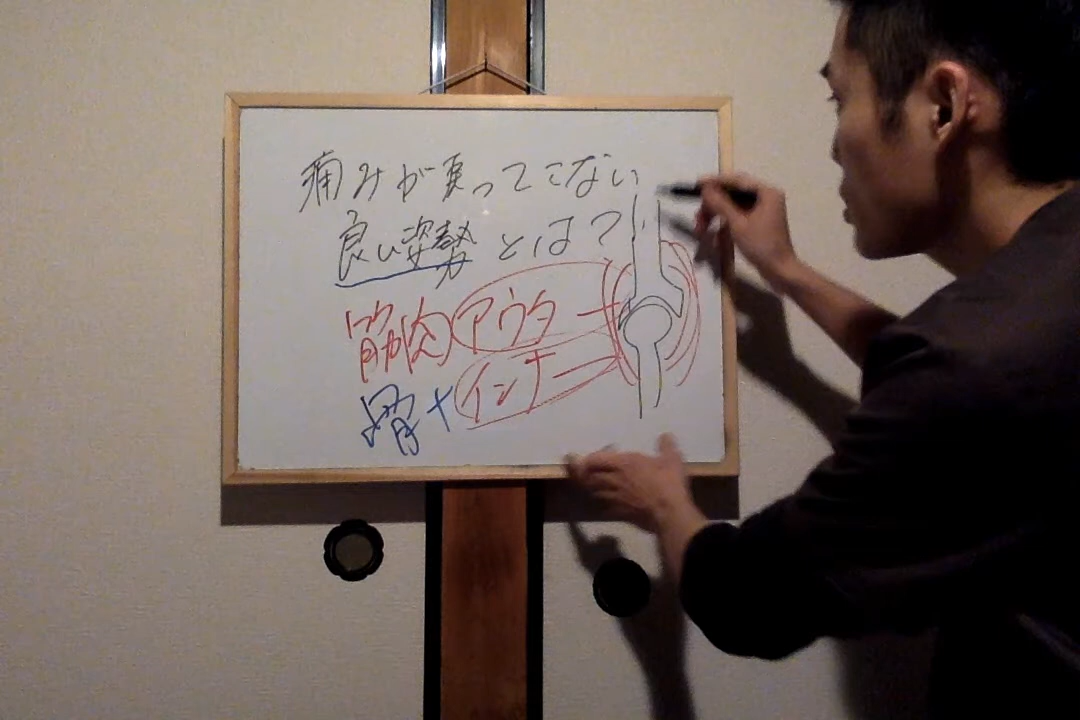 痛みが戻ってこない
良い姿勢とは?
筋肉アウター
骨+インナー